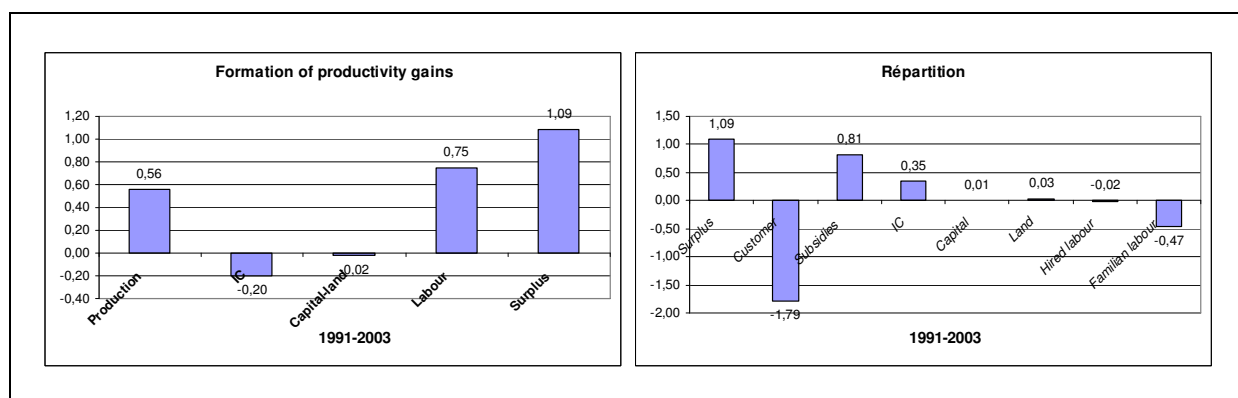 Formation of productivity gains
1,20
1,00
0,80
0,60
0,40
0,20
0,00
-0,20
-0,40
0,56
-0,20
-0,02
0,75
1,09
Production
IC
Capital-land
Labour
Surplus
1991-2003
Répartition
1,50
1,00
0,50
0,00
-0,50
-1,00
-1,50
-2,00
1,09
-1,79
0,81
0,35
0,01
0,03
-0,02
-0,47
Surplus
Customer
Subsidies
IC
Capital
Land
Hired labour
Familian labour
1991-2003